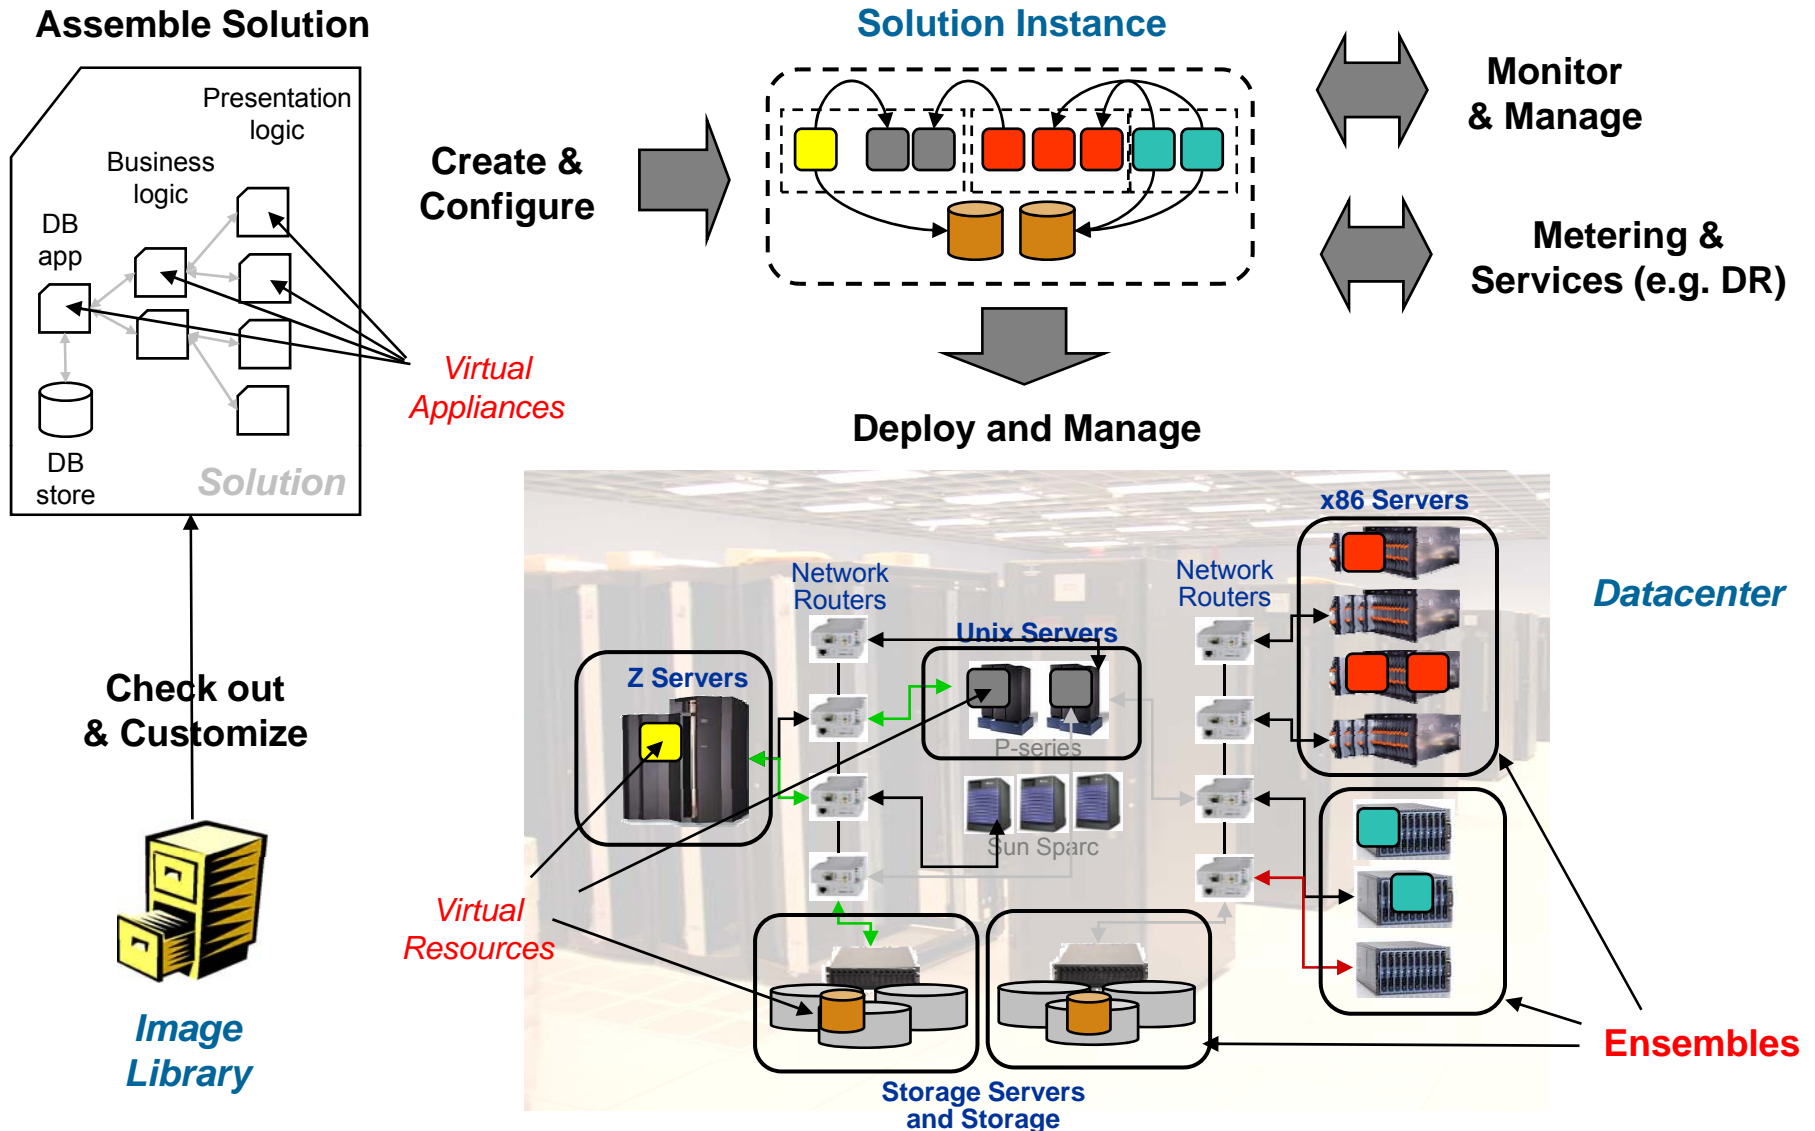 Assemble Solution
Presentation
logic
Business
logic
DB
app
DB
store
Solution
Virtual
Appliances
Create &
Configure
Solution Instance
Monitor
& Manage
Metering &
Services (e.g. DR)
Deploy and Manage
Check out
& Customize
Image
Library
Datacenter
x86 Servers
Network
Routers
Network
Routers
Unix Servers
Z Servers
P-series
Sun Sparc
Virtual
Resources
Ensembles
Storage Servers
and Storage